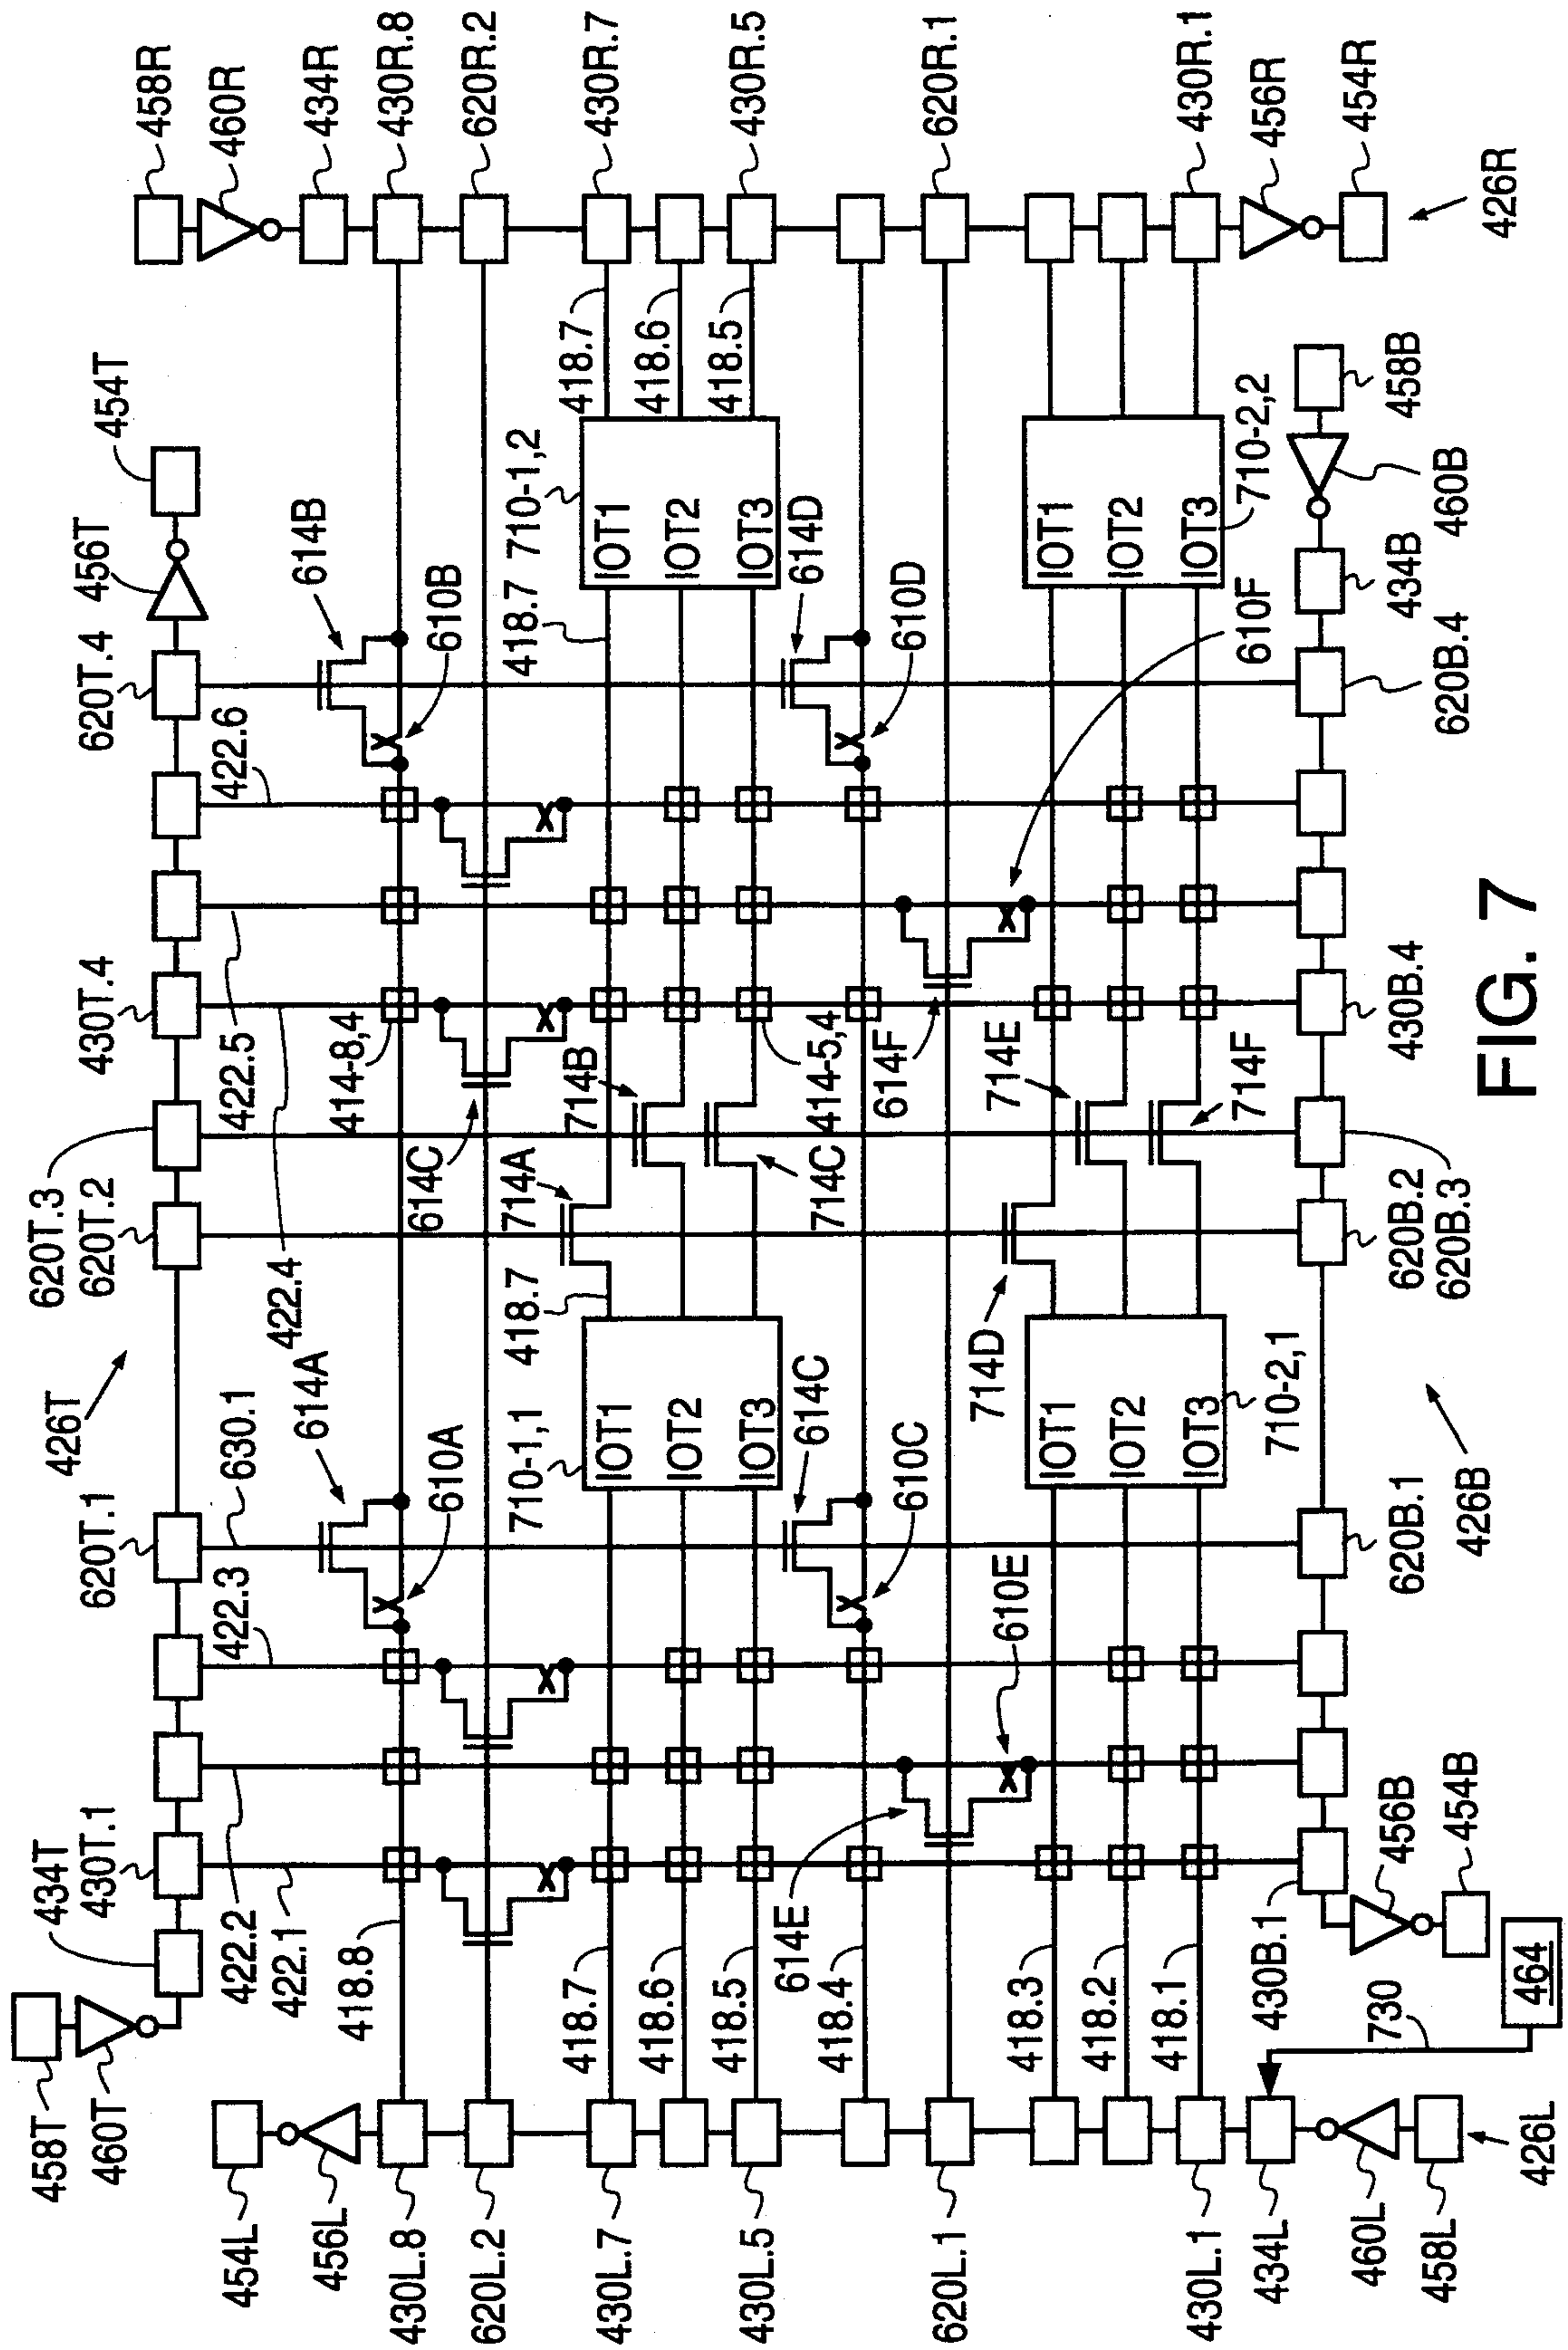 458T
460T
434T
430T.1
422.2
422.1
418.8
422.3
620T.1
630.1
426T
614A
610A
620T.3
620T.2
422.4
430T.4
422.5
422.6
620T.4
456T
454T
614B
610B
458R
460R
434R
430R.8
620R.2
430R.7
430R.5
620R.1
430R.1
456R
454R
426R
454L
456L
430L.8
620L.2
430L.7
430L.5
620L.1
430L.1
434L
460L
458L
426L
414-8,4
614C
714A
714B
714C
414-5,4
418.7
418.7
710-1,2
IOT1
IOT2
IOT3
418.7
418.6
418.5
710-1,1
IOT1
IOT2
IOT3
418.7
418.6
418.5
418.4
614C
610C
614D
610D
614E
610E
614F
610F
714D
714E
714F
418.3
418.2
418.1
IOT1
IOT2
IOT3
710-2,1
IOT1
IOT2
IOT3
710-2,2
730
464
430B.1
456B
454B
620B.1
426B
620B.2
620B.3
430B.4
620B.4
434B
460B
458B
FIG. 7